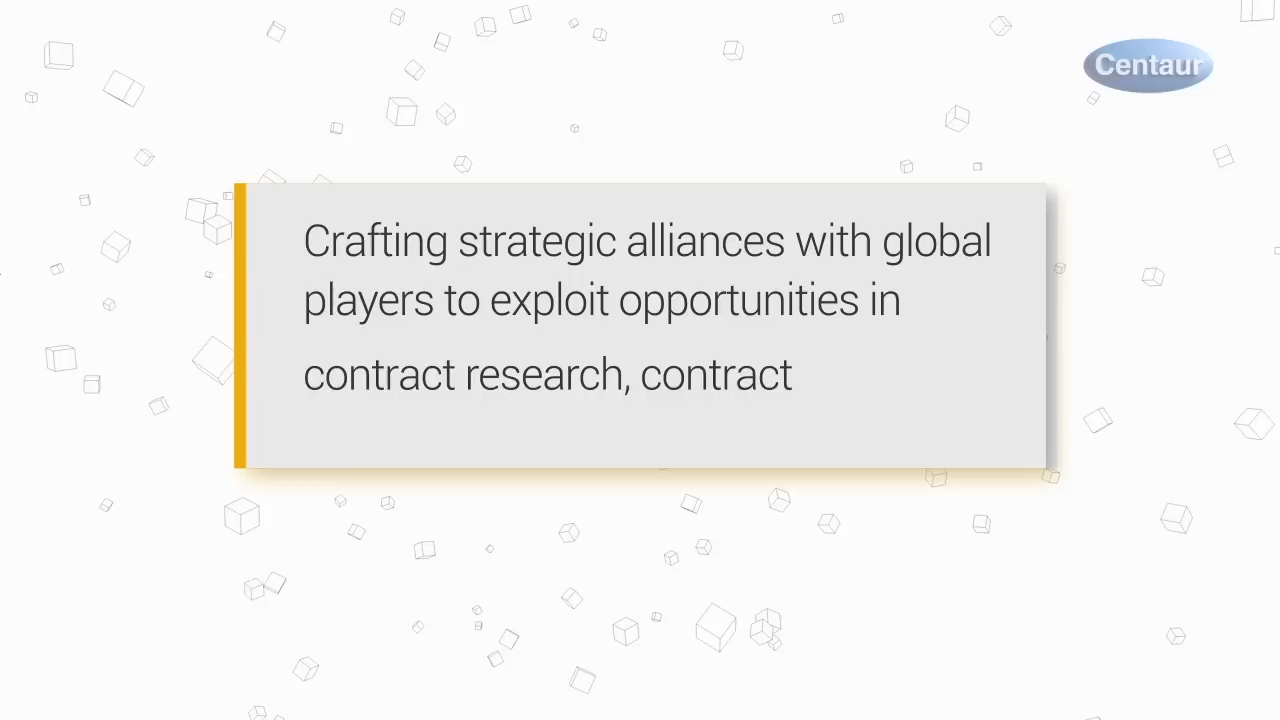 Centaur
Crafting strategic alliances with global
players to exploit opportunities in
contract research, contract